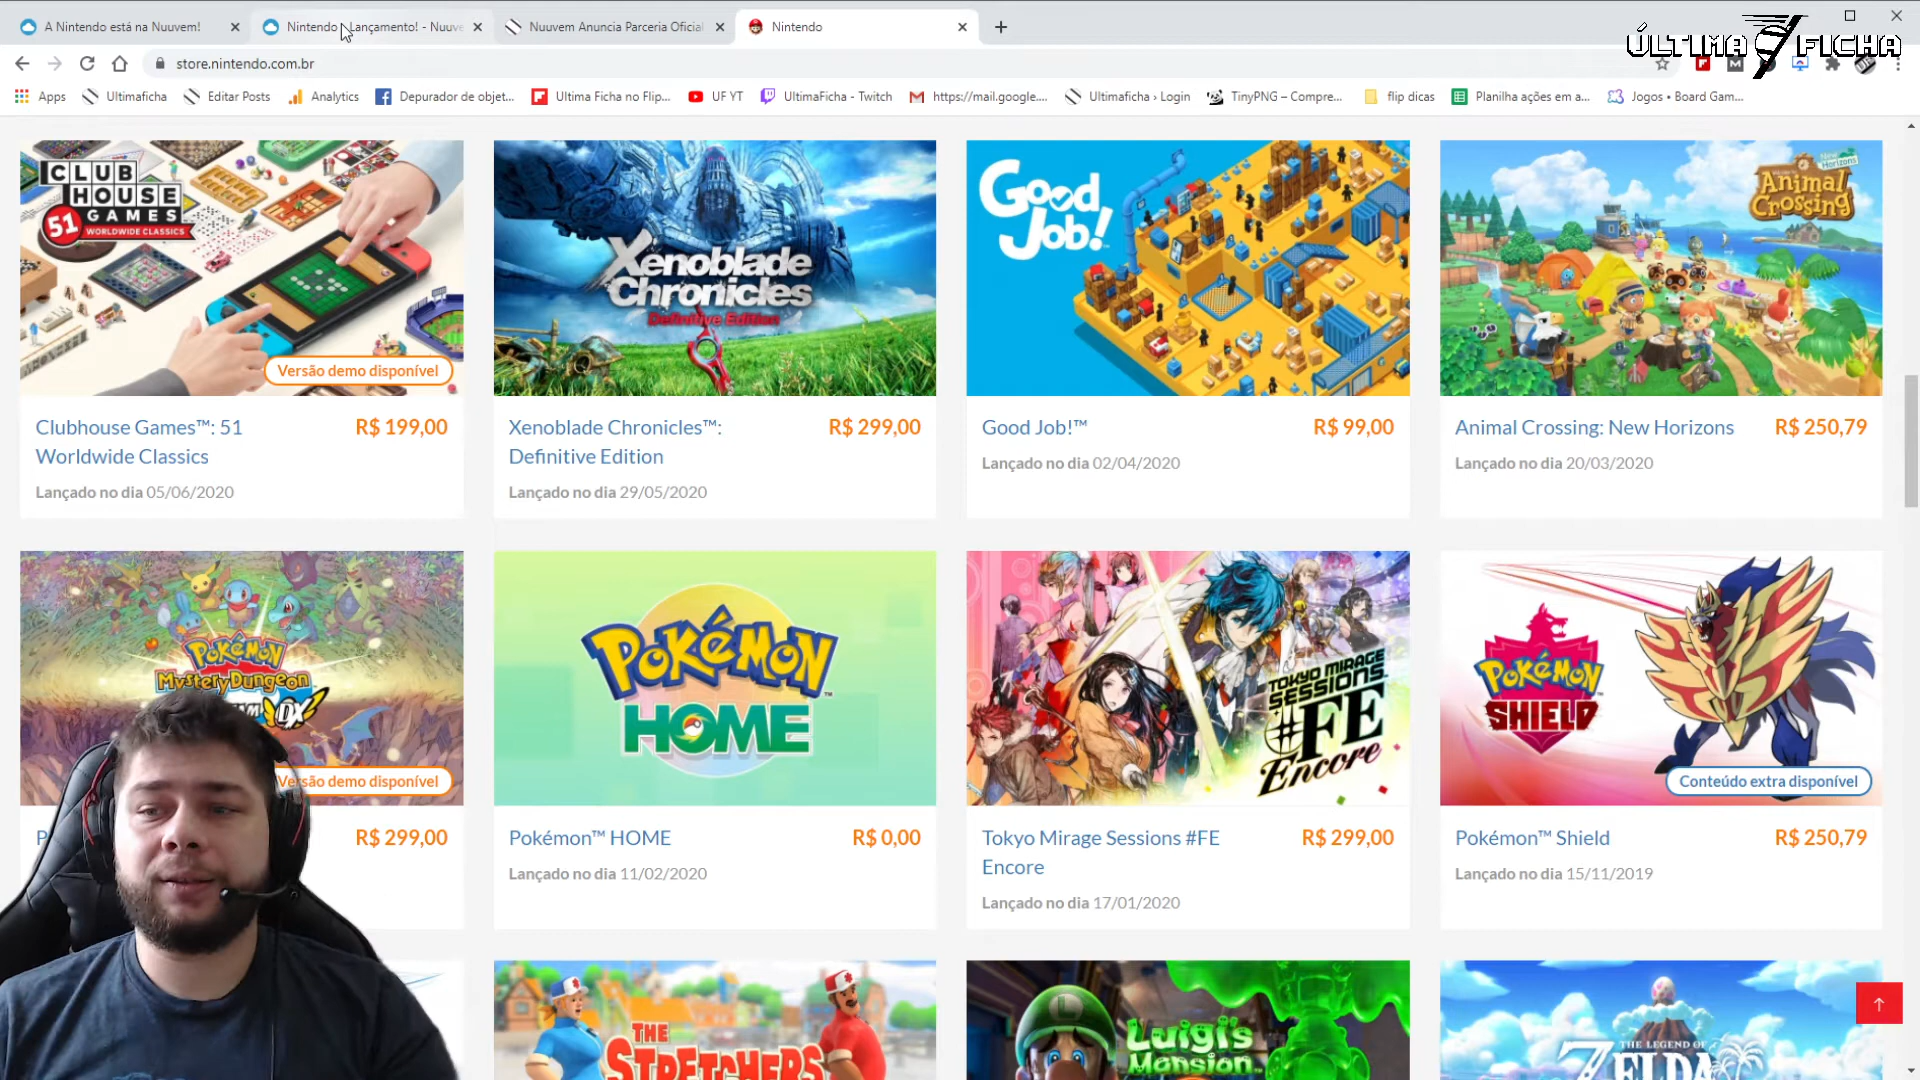 A Nintendo está na Nuuvem!
Nintendo
Lançamento! - Nuuve
Nuuvem Anuncia Parceria Oficial
Nintendo
ÚLTIMA FICHA
store.nintendo.com.br
Apps
Ultimaficha
Editar Posts
Analytics
Depurador de objet...
Ultima Ficha no Flip...
UF YT
UltimaFicha - Twitch
https://mail.google....
Ultimaficha › Login
TinyPNG – Compre...
flip dicas
Planilha ações em a...
Jogos • Board Gam...
CLUB
HOUSE
GAMES
51 WORLDWIDE CLASSICS
Versão demo disponível
Xenoblade
Chronicles
Definitive Edition
Good
Job!
New Horizons
Animal
Crossing
Clubhouse Games™: 51
Worldwide Classics
R$ 199,00
Lançado no dia 05/06/2020
Xenoblade Chronicles™:
Definitive Edition
R$ 299,00
Lançado no dia 29/05/2020
Good Job!™
R$ 99,00
Lançado no dia 02/04/2020
Animal Crossing: New Horizons
R$ 250,79
Lançado no dia 20/03/2020
Pokémon
Mystery Dungeon
DX
Versão demo disponível
Pokémon
HOME
TOKYO MIRAGE
SESSIONS
#FE
Encore
Pokémon
SHIELD
Conteúdo extra disponível
P
R$ 299,00
Pokémon™ HOME
R$ 0,00
Lançado no dia 11/02/2020
Tokyo Mirage Sessions #FE
Encore
R$ 299,00
Lançado no dia 17/01/2020
Pokémon™ Shield
R$ 250,79
Lançado no dia 15/11/2019
THE
STRETCHERS
Luigi's
Mansion
THE LEGEND OF
ZELDA